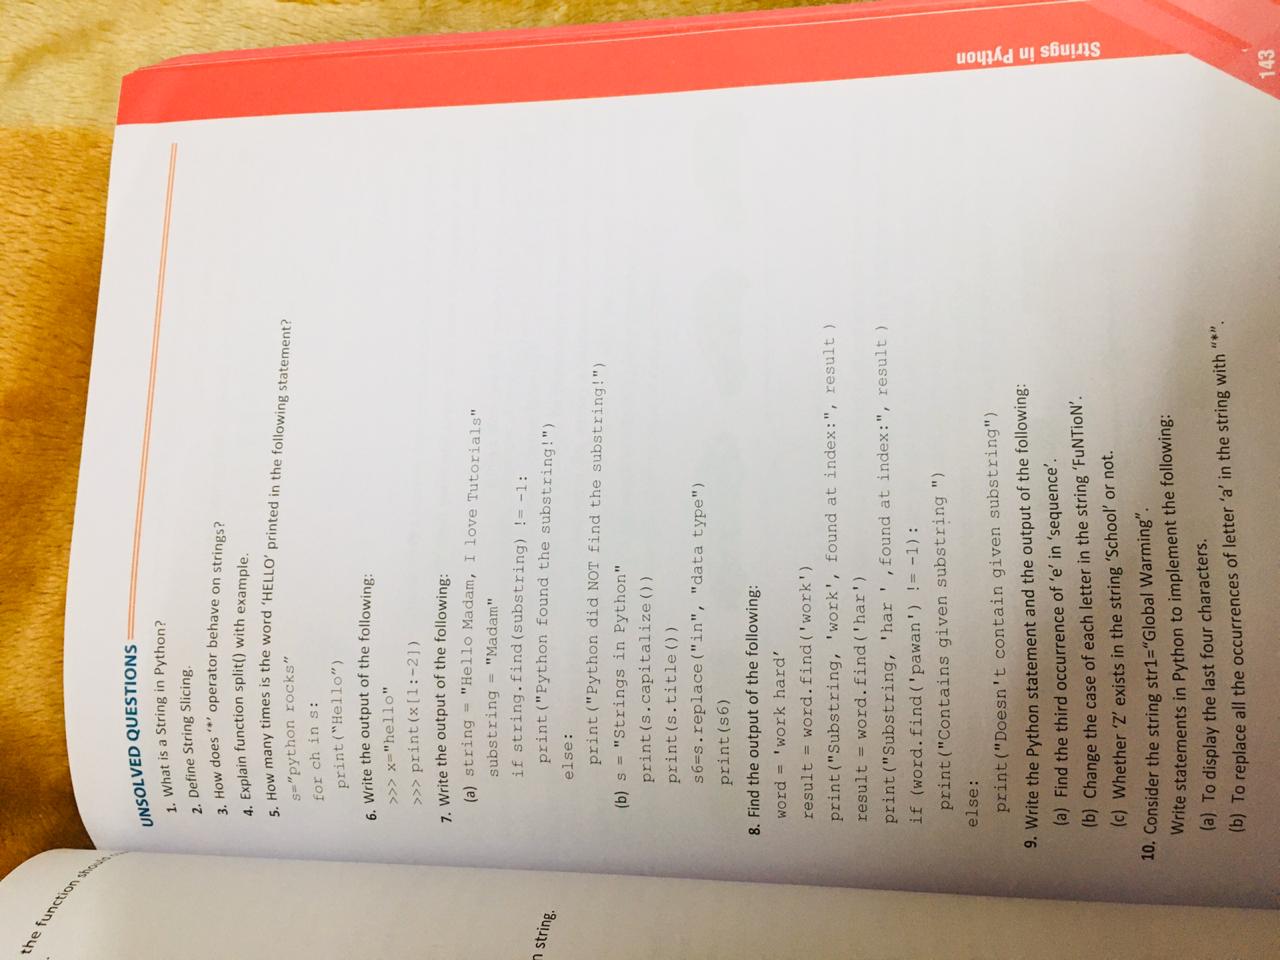 the function should
n string.
UNSOLVED QUESTIONS
1. What is a String in Python?
2. Define String Slicing.
3. How does '*' operator behave on strings?
4. Explain function split() with example.
5. How many times is the word 'HELLO' printed in the following statement?
s="python rocks"
for ch in s:
print("Hello")
6. Write the output of the following:
>>> x="hello"
>>> print(x[1:-2])
7. Write the output of the following:
(a) string = "Hello Madam, I love Tutorials"
substring = "Madam"
if string.find(substring) != -1:
print("Python found the substring!")
else:
print("Python did NOT find the substring!")
(b) s = "Strings in Python"
print(s.capitalize())
print(s.title())
s6=s.replace("in", "data type")
print(s6)
8. Find the output of the following:
word = 'work hard'
result = word.find('work')
print("Substring, 'work', found at index:", result )
result = word.find('har')
print("Substring, 'har ',found at index:", result )
if (word.find('pawan') != -1):
print("Contains given substring ")
else:
print("Doesn't contain given substring")
9. Write the Python statement and the output of the following:
(a) Find the third occurrence of 'e' in 'sequence'.
(b) Change the case of each letter in the string 'FuNTioN'.
(c) Whether 'Z' exists in the string 'School' or not.
10. Consider the string str1="Global Warming".
Write statements in Python to implement the following:
(a) To display the last four characters.
(b) To replace all the occurrences of letter 'a' in the string with "*".
Strings in Python
143